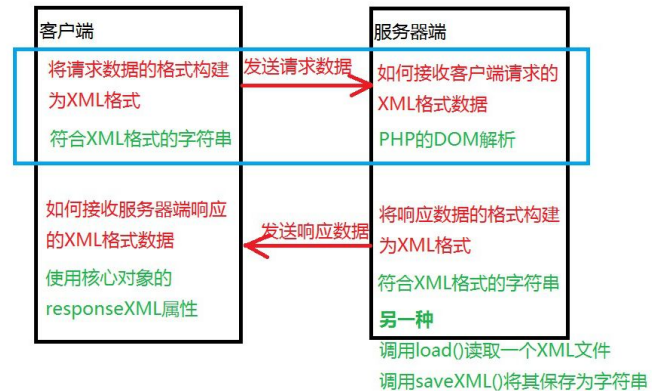 客户端
将请求数据的格式构建
为XML格式
符合XML格式的字符串
发送请求数据
服务器端
如何接收客户端请求的
XML格式数据
PHP的DOM解析
如何接收服务器端响应
的XML格式数据
使用核心对象的
responseXML属性
发送响应数据
将响应数据的格式构建
为XML格式
符合XML格式的字符串
另一种
调用load()读取一个XML文件
调用saveXML()将其保存为字符串